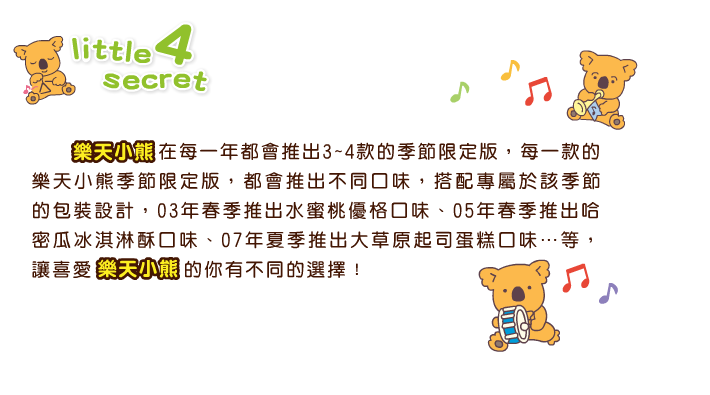 little 4
secret
樂天小熊在每一年都會推出3~4款的季節限定版，每一款的
樂天小熊季節限定版，都會推出不同口味，搭配專屬於該季節
的包裝設計，03年春季推出水蜜桃優格口味、05年春季推出哈
密瓜冰淇淋酥口味、07年夏季推出大草原起司蛋糕口味…等，
讓喜愛樂天小熊的你有不同的選擇！